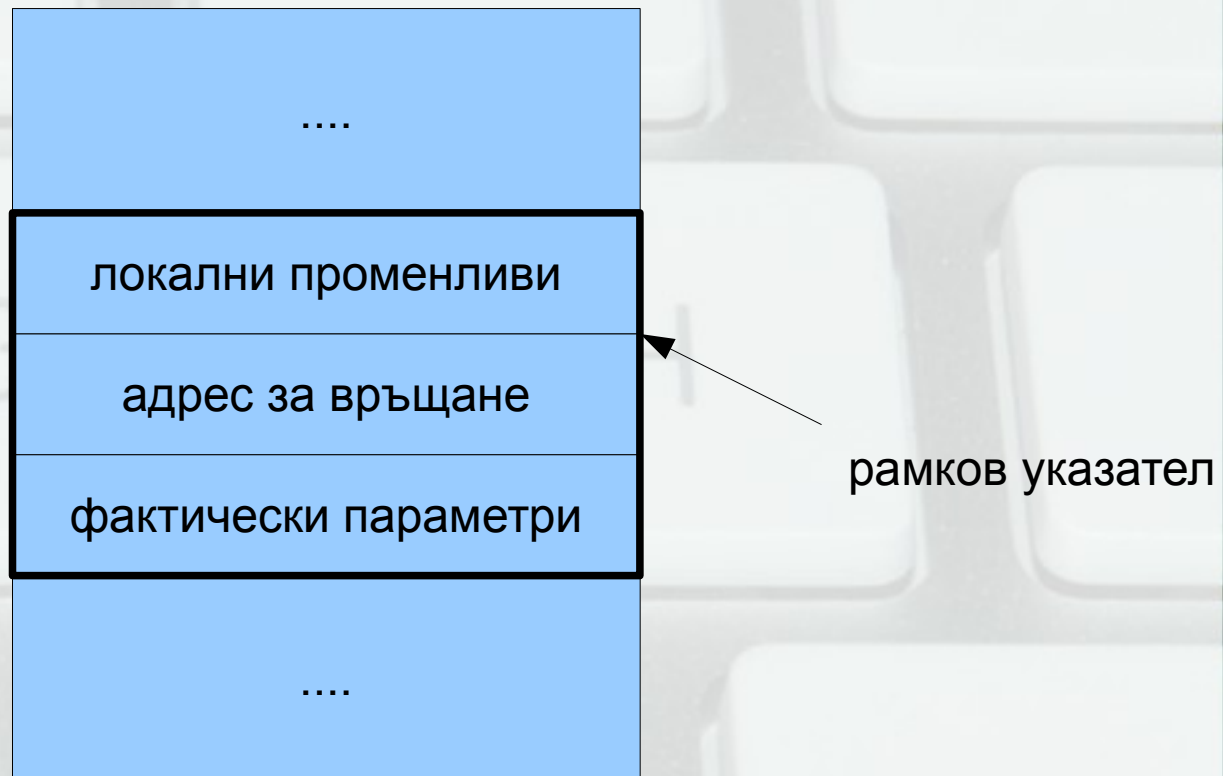 ....
локални променливи
адрес за връщане
рамков указател
фактически параметри
....